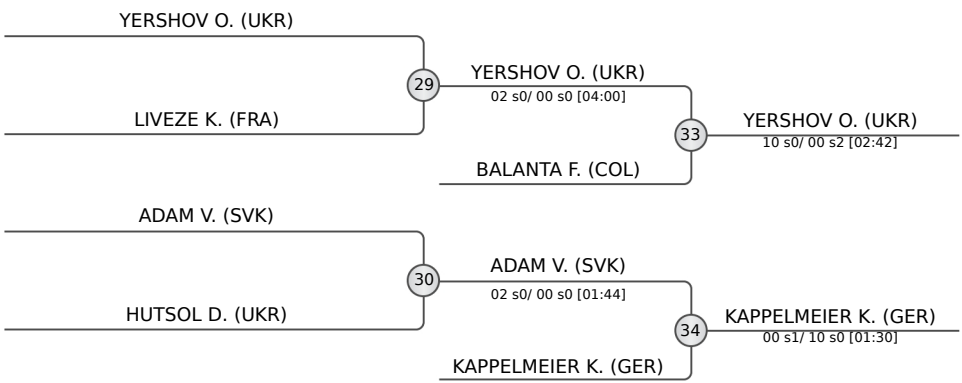 YERSHOV O. (UKR)
29
LIVEZE K. (FRA)
YERSHOV O. (UKR)
02 s0/ 00 s0 [04:00]
33
BALANTA F. (COL)
YERSHOV O. (UKR)
10 s0/ 00 s2 [02:42]
ADAM V. (SVK)
30
HUTSOL D. (UKR)
ADAM V. (SVK)
02 s0/ 00 s0 [01:44]
34
KAPPELMEIER K. (GER)
KAPPELMEIER K. (GER)
00 s1/ 10 s0 [01:30]